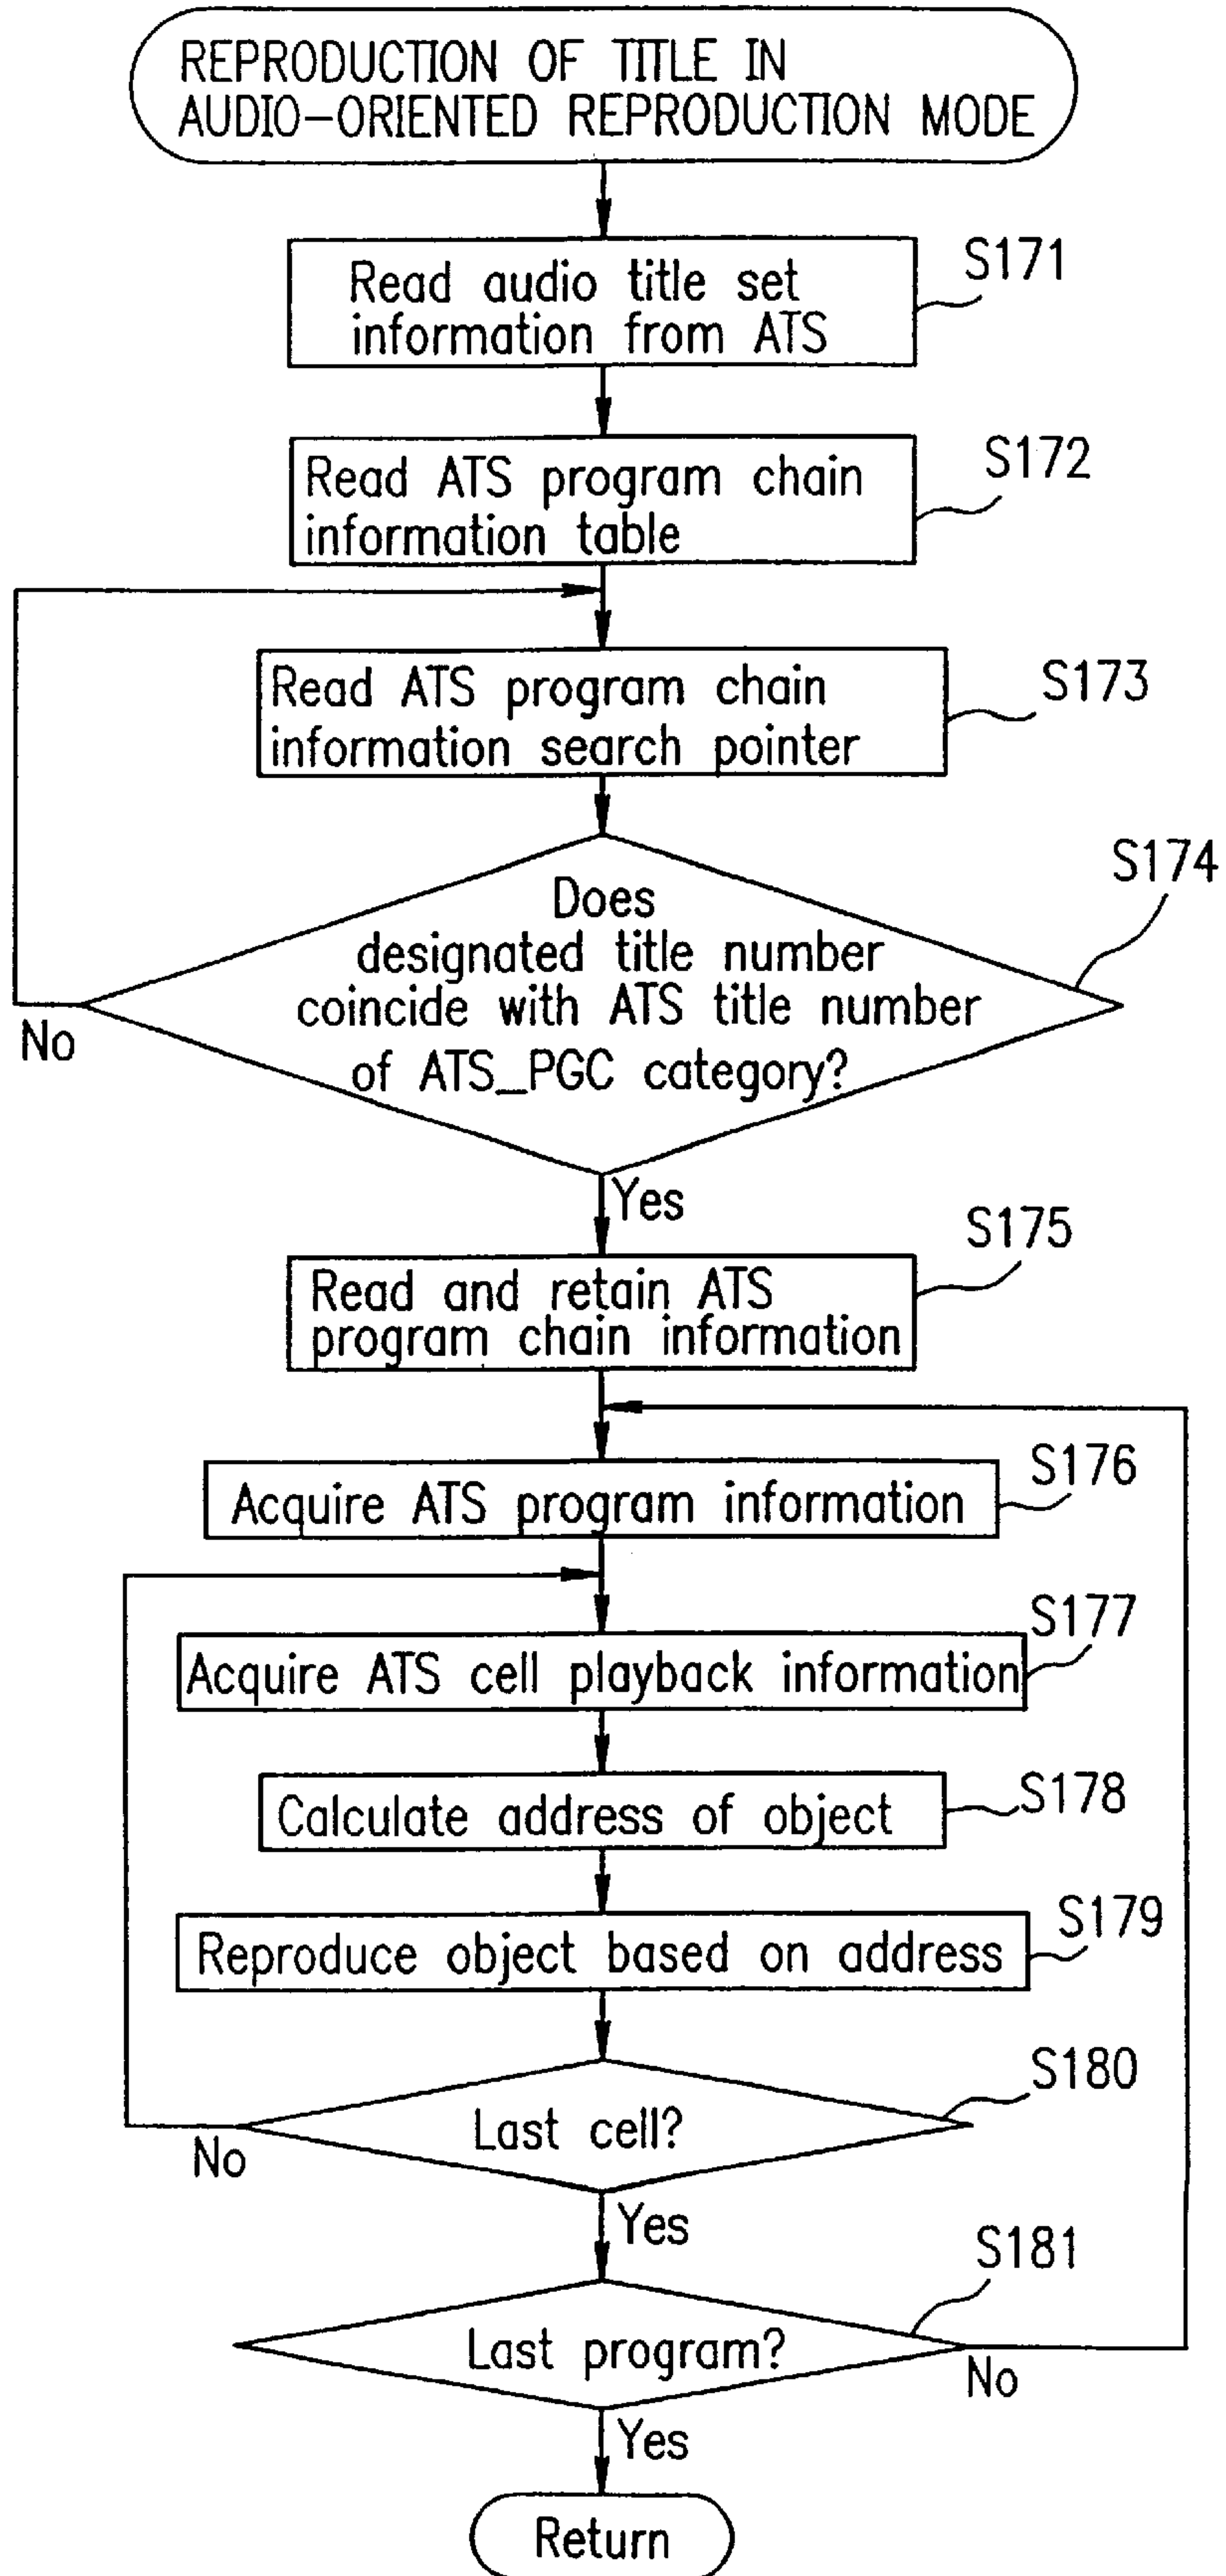 REPRODUCTION OF TITLE IN
AUDIO-ORIENTED REPRODUCTION MODE
Read audio title set
information from ATS
S171
Read ATS program chain
information table
S172
Read ATS program chain
information search pointer
S173
Does
designated title number
coincide with ATS title number
of ATS_PGC category?
S174
No
Yes
Read and retain ATS
program chain information
S175
Acquire ATS program information
S176
Acquire ATS cell playback information
S177
Calculate address of object
S178
Reproduce object based on address
S179
Last cell?
S180
No
Yes
Last program?
S181
No
Yes
Return